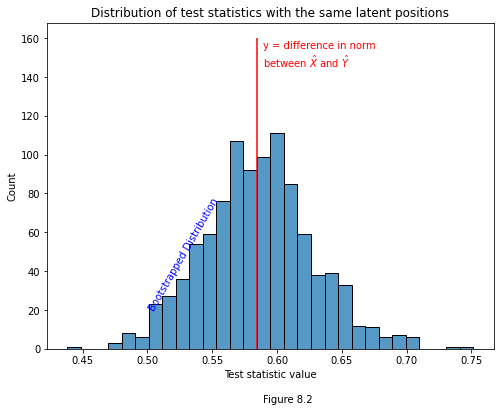 Distribution of test statistics with the same latent positions
160
140
120
100
80
60
40
20
0
Count
y = difference in norm
between X̂ and Ŷ
Bootstrapped Distribution
0.45 0.50 0.55 0.60 0.65 0.70 0.75
Test statistic value
Figure 8.2